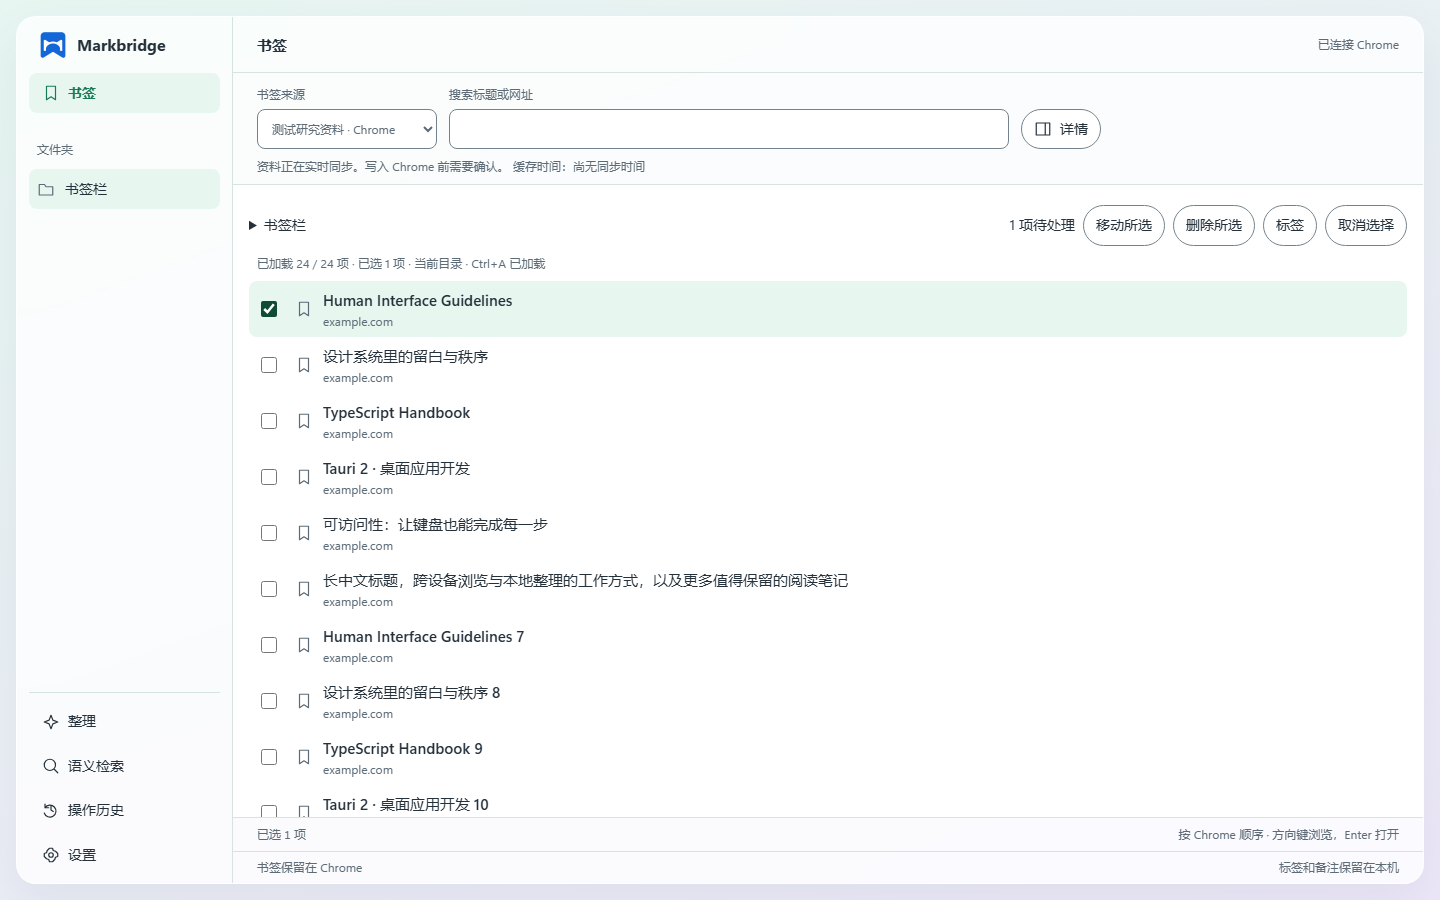 Markbridge
书签
文件夹
书签栏
整理
语义检索
操作历史
设置
书签
已连接 Chrome
书签来源
搜索标题或网址
测试研究资料 · Chrome
详情
资料正在实时同步。写入 Chrome 前需要确认。 缓存时间：尚无同步时间
书签栏
1 项待处理
移动所选
删除所选
标签
取消选择
已加载 24 / 24 项 · 已选 1 项 · 当前目录 · Ctrl+A 已加载
Human Interface Guidelines
example.com
设计系统里的留白与秩序
example.com
TypeScript Handbook
example.com
Tauri 2 · 桌面应用开发
example.com
可访问性：让键盘也能完成每一步
example.com
长中文标题，跨设备浏览与本地整理的工作方式，以及更多值得保留的阅读笔记
example.com
Human Interface Guidelines 7
example.com
设计系统里的留白与秩序 8
example.com
TypeScript Handbook 9
example.com
Tauri 2 · 桌面应用开发 10
已选 1 项
按 Chrome 顺序 · 方向键浏览，Enter 打开
书签保留在 Chrome
标签和备注保留在本机